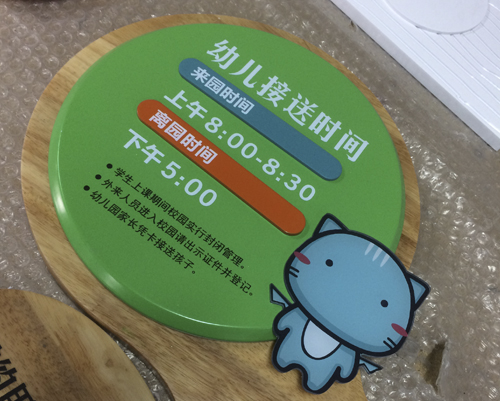 幼儿接送时间
来园时间
上午8:00-8:30
离园时间
下午5:00
●学生上课期间校园实行封闭管理。
●外来人员进入校园请出示证件并登记。
●幼儿园家长凭卡接送孩子。